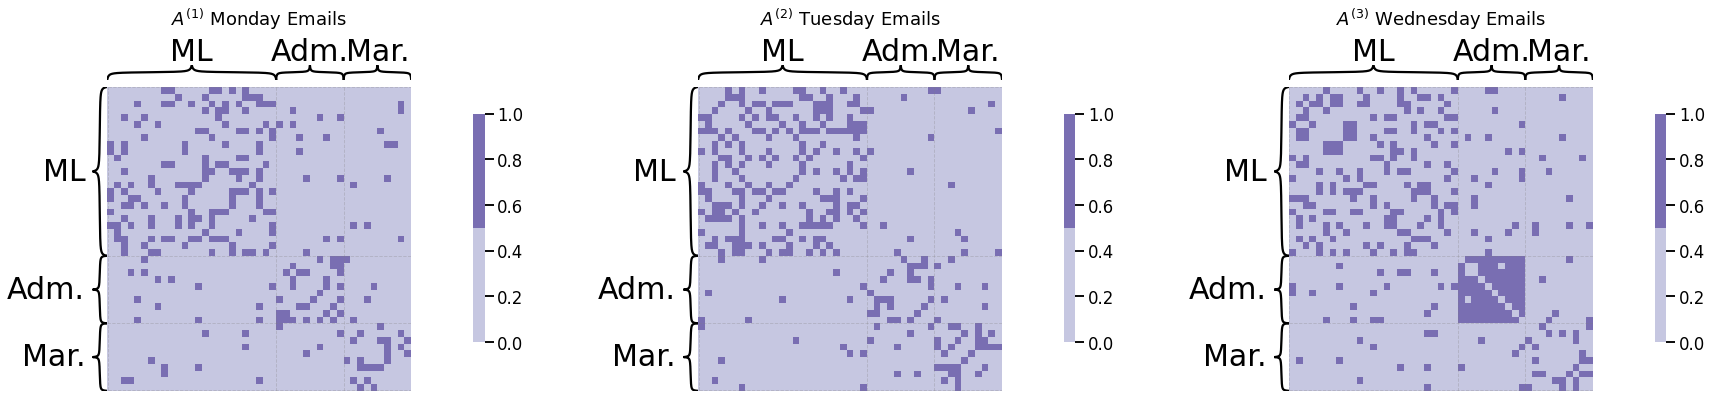 A⁽¹⁾ Monday Emails
ML Adm. Mar.
ML
Adm.
Mar.
1.0
0.8
0.6
0.4
0.2
0.0
A⁽²⁾ Tuesday Emails
ML Adm. Mar.
ML
Adm.
Mar.
1.0
0.8
0.6
0.4
0.2
0.0
A⁽³⁾ Wednesday Emails
ML Adm. Mar.
ML
Adm.
Mar.
1.0
0.8
0.6
0.4
0.2
0.0